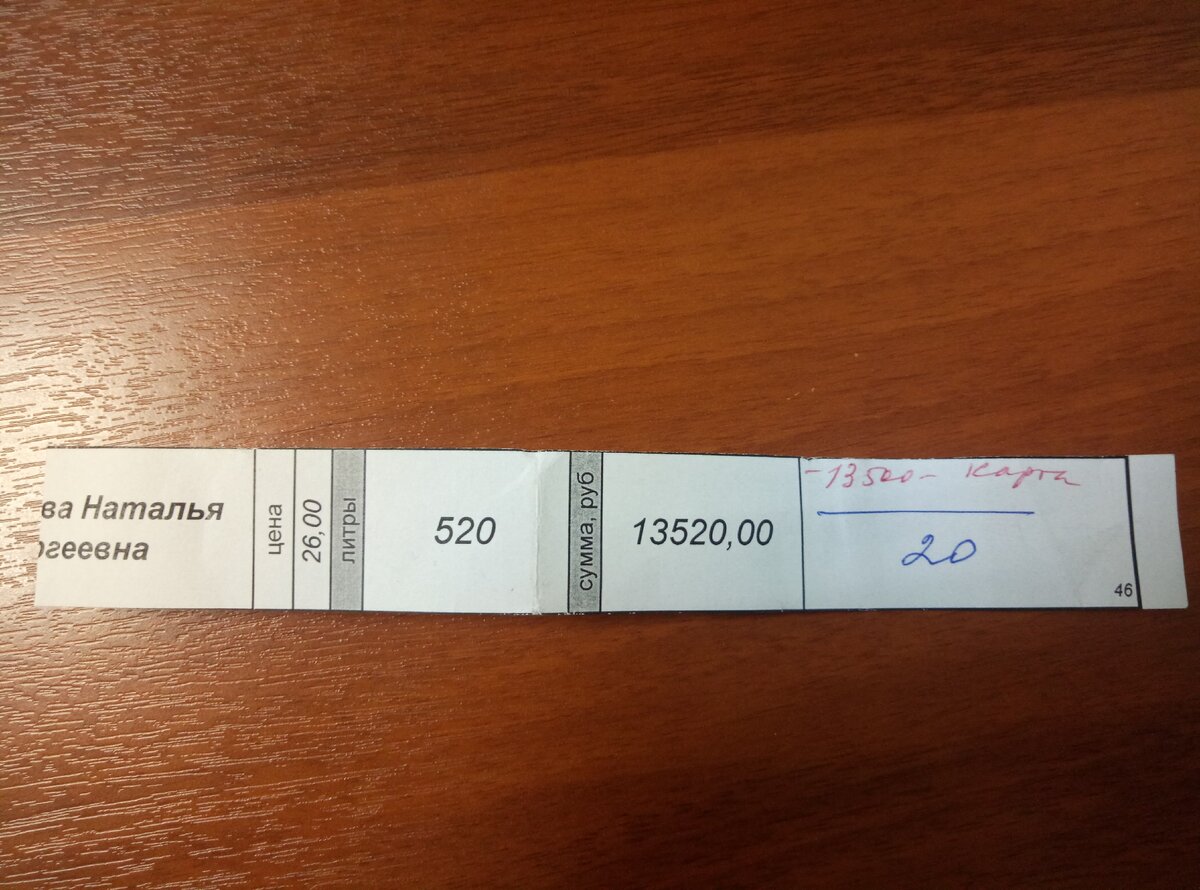 ва Наталья
ргеевна
цена
26,00
литры
520
сумма, руб
13520,00
-13500- карта
20
46